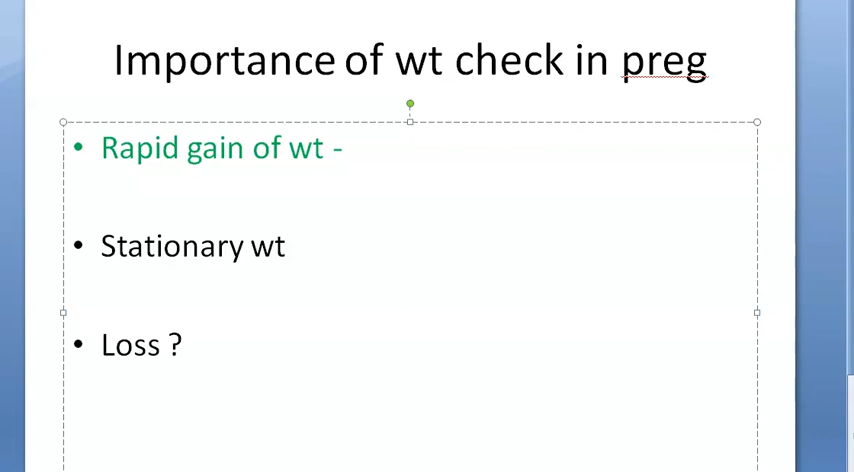 Importance of wt check in preg
• Rapid gain of wt -
• Stationary wt
• Loss ?